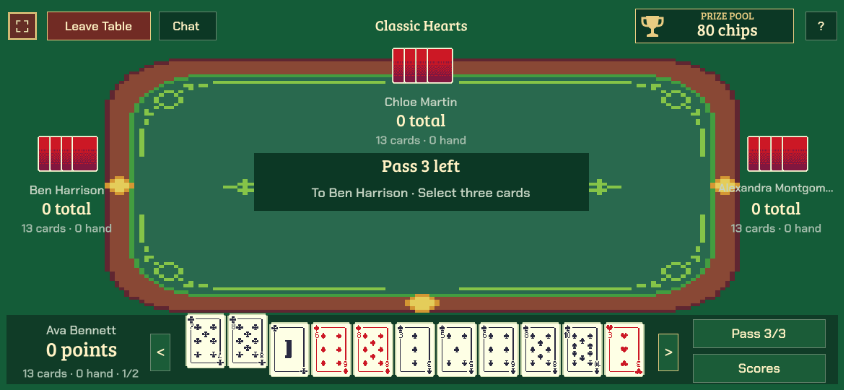 Leave Table
Chat
Classic Hearts
PRIZE POOL
80 chips
?
Chloe Martin
0 total
13 cards · 0 hand
Pass 3 left
To Ben Harrison · Select three cards
Ben Harrison
0 total
13 cards · 0 hand
Montgom...
0 total
13 cards · 0 hand
Ava Bennett
0 points
13 cards · 0 hand · 1/2
<
>
Pass 3/3
Scores